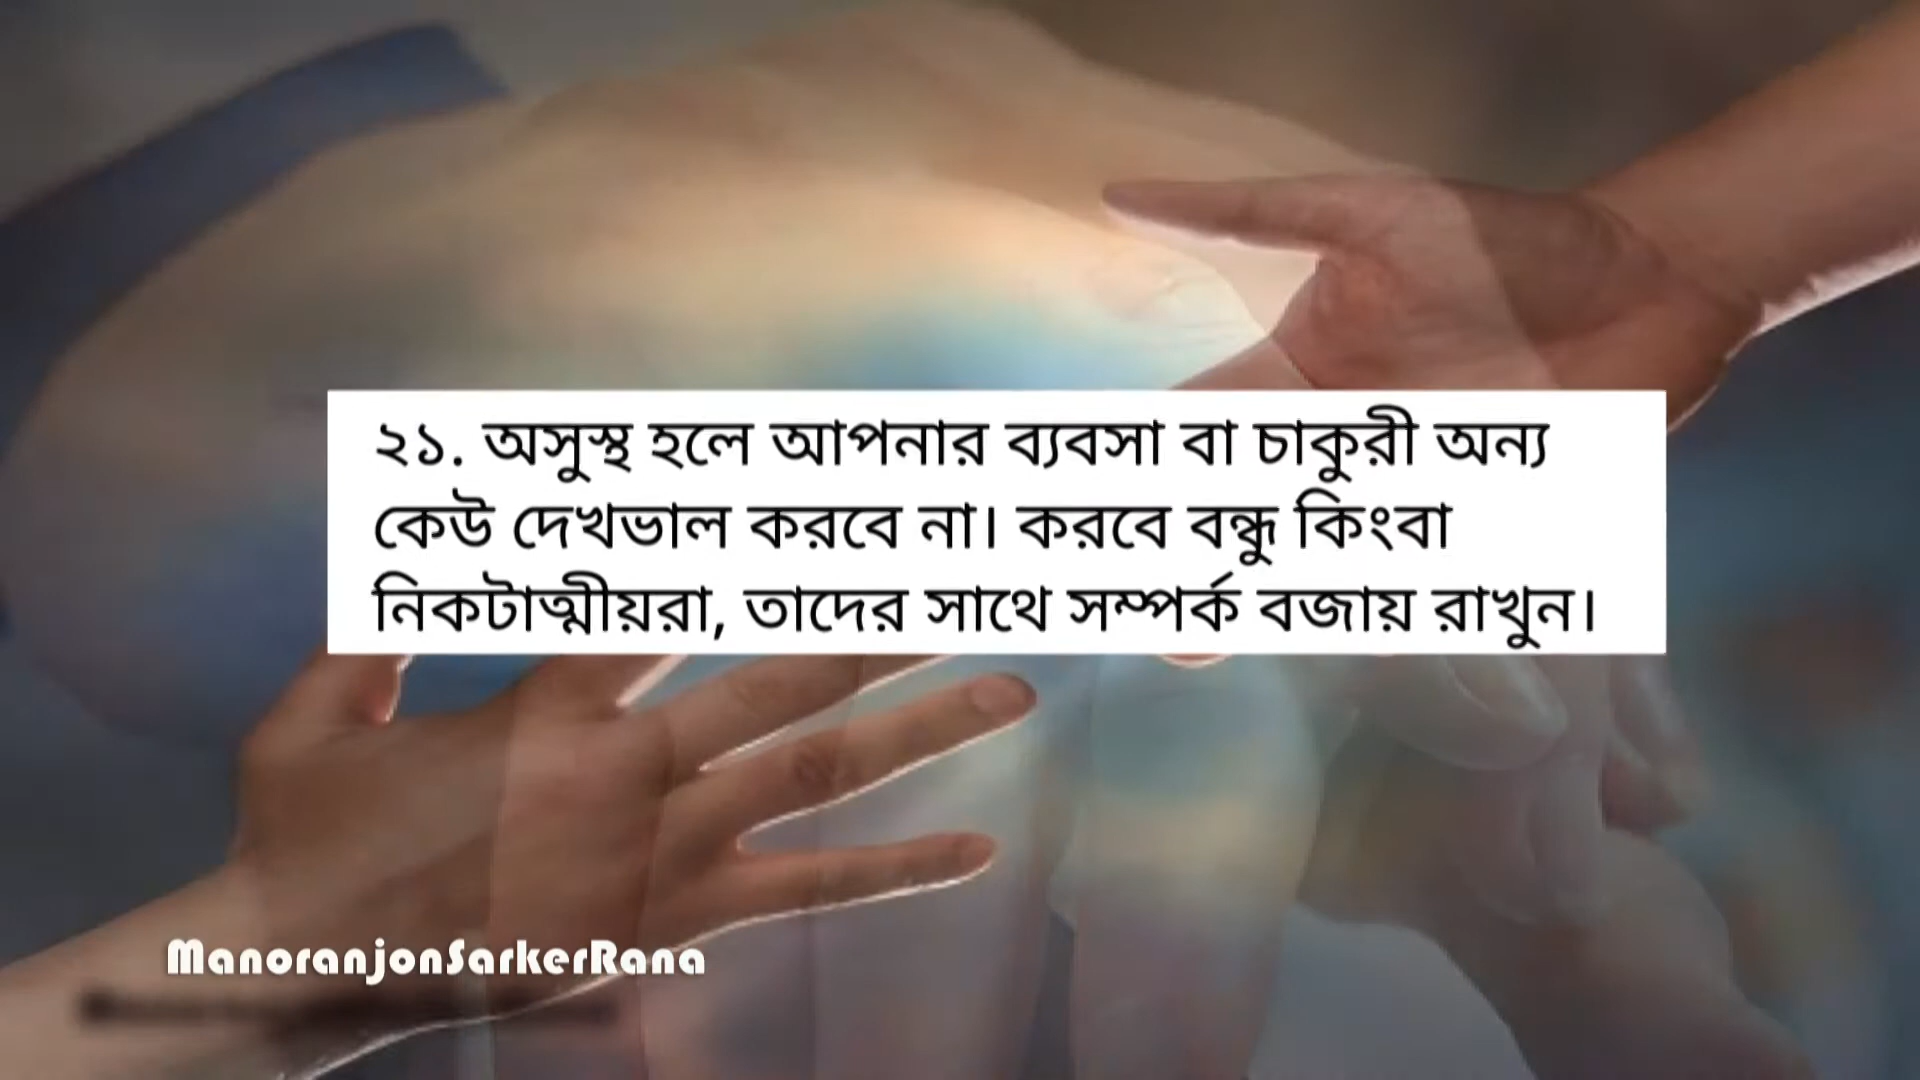 ২১. অসুস্থ হলে আপনার ব্যবসা বা চাকুরী অন্য
কেউ দেখভাল করবে না। করবে বন্ধু কিংবা
নিকটাত্মীয়রা, তাদের সাথে সম্পর্ক বজায় রাখুন।
ManoranjonSarkerRana